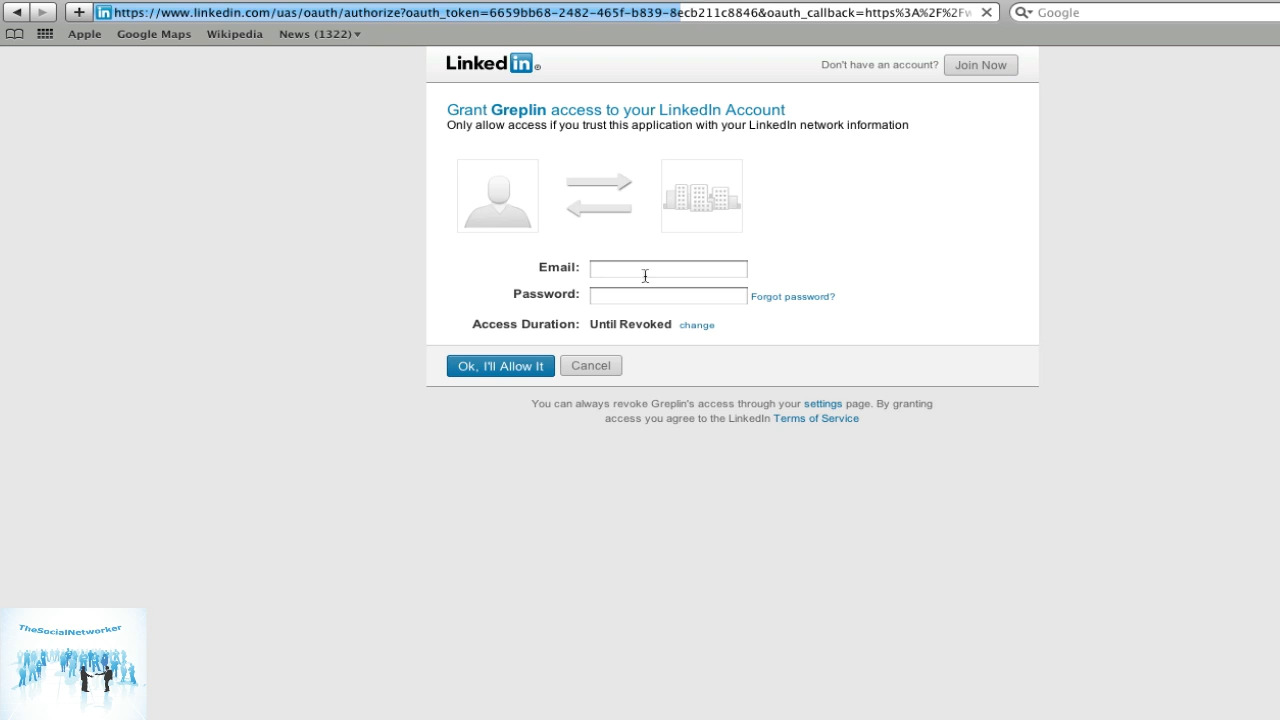 https://www.linkedin.com/uas/oauth/authorize?oauth_token=6659bb68-2482-465f-b839-8ecb211c8846&oauth_callback=https%3A%2F%2Fw
Google
Apple
Google Maps
Wikipedia
News (1322)
Linked in ®
Don't have an account?
Join Now
Grant Greplin access to your LinkedIn Account
Only allow access if you trust this application with your LinkedIn network information
Email:
Password:
Forgot password?
Access Duration: Until Revoked change
Ok, I'll Allow It
Cancel
You can always revoke Greplin's access through your settings page. By granting
access you agree to the LinkedIn Terms of Service
TheSocialNetworker